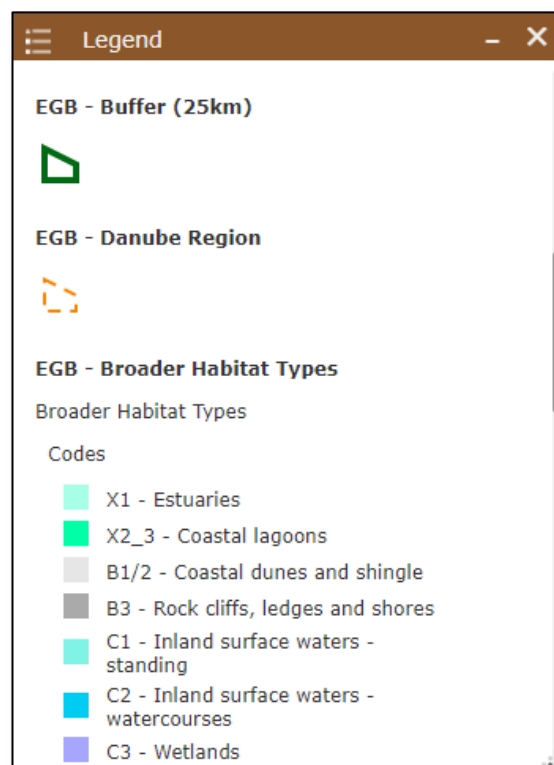 Legend
EGB - Buffer (25km)
EGB - Danube Region
EGB - Broader Habitat Types
Broader Habitat Types
Codes
X1 - Estuaries
X2_3 - Coastal lagoons
B1/2 - Coastal dunes and shingle
B3 - Rock cliffs, ledges and shores
C1 - Inland surface waters -
standing
C2 - Inland surface waters -
watercourses
C3 - Wetlands